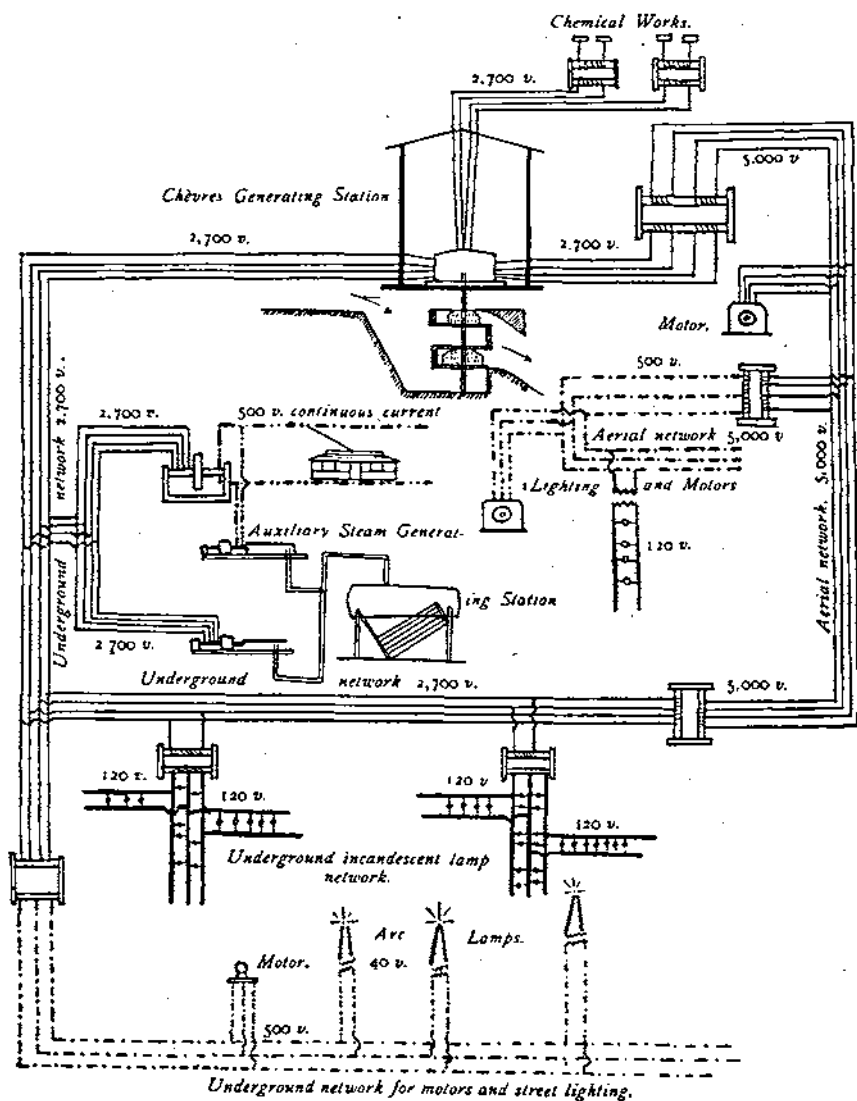 Chemical Works.
2,700 v.
5,000 v
Chèvres Generating Station
2,700 v.
2.700 v.
Motor.
500 v.
Underground network 2,700 v.
2,700 v.
500 v. continuous current
Aerial network
5,000 v
Lighting and Motors
Aerial network. 5,000 v.
Auxiliary Steam Generat-
120 v.
ing Station
2 700 v.
Underground network 2,700 v.
5,000 v.
120 v.
120 v
120 v.
120 v.
Underground incandescent lamp
network.
Arc Lamps.
Motor.
40 v.
500 v.
Underground network for motors and street lighting.